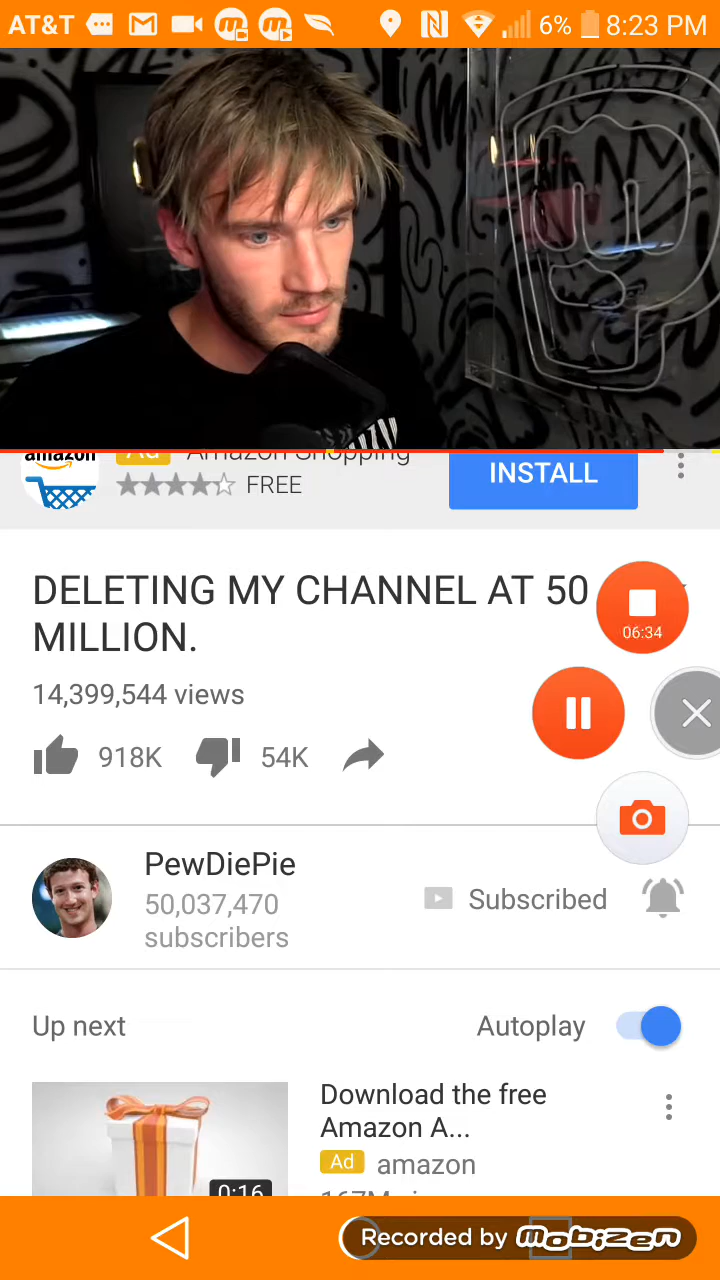 AT&T 6% 8:23 PM
amazon Ad Amazon Shopping
FREE
INSTALL
DELETING MY CHANNEL AT 50
MILLION.
06:34
14,399,544 views
918K 54K
PewDiePie
50,037,470
subscribers
Subscribed
Up next Autoplay
Download the free
Amazon A...
Ad amazon
0:16
Recorded by mobizen